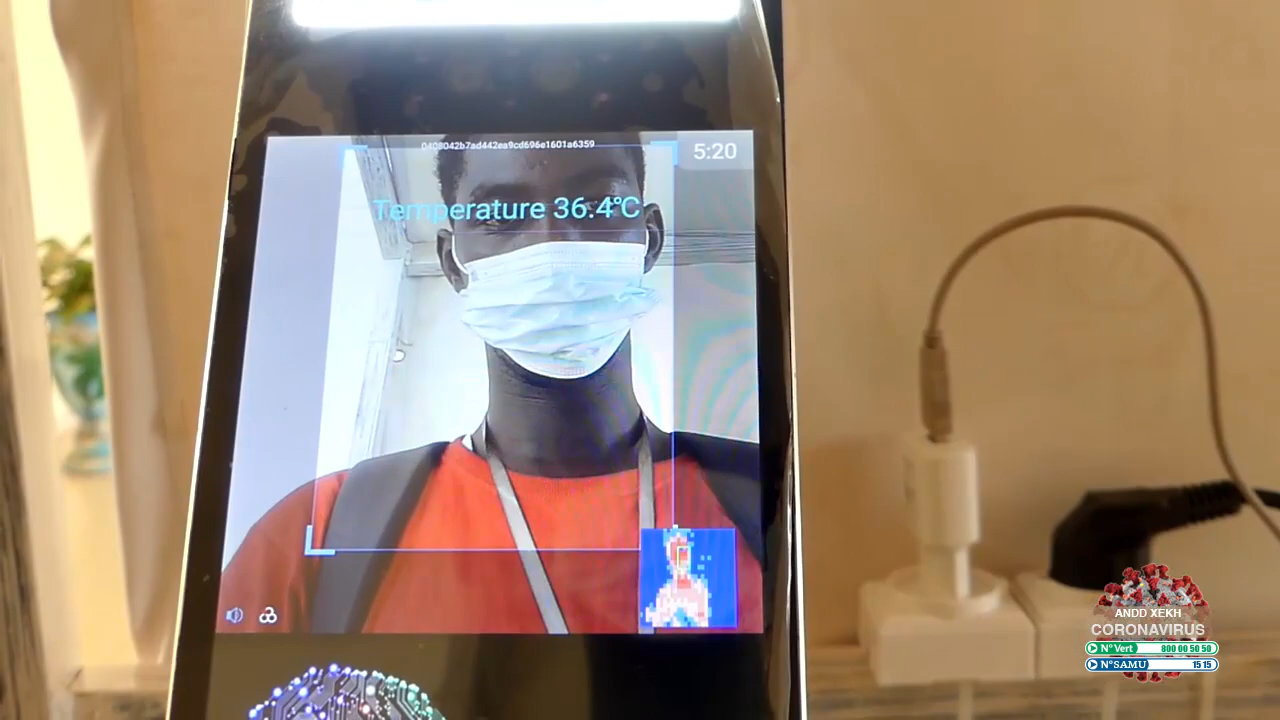 0408042b7ad442ea9cd696e1601a6359
5:20
Temperature 36.4°C
ANDD XEKH
CORONAVIRUS
N° Vert 800 00 50 50
N° SAMU 15 15